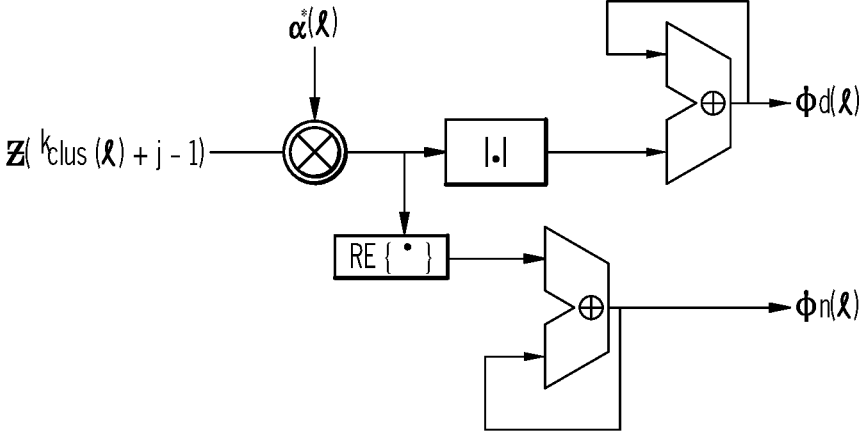 α*(ℓ)
Z( kclus (ℓ) + j - 1)
|.|
Φd(ℓ)
RE { • }
Φn(ℓ)